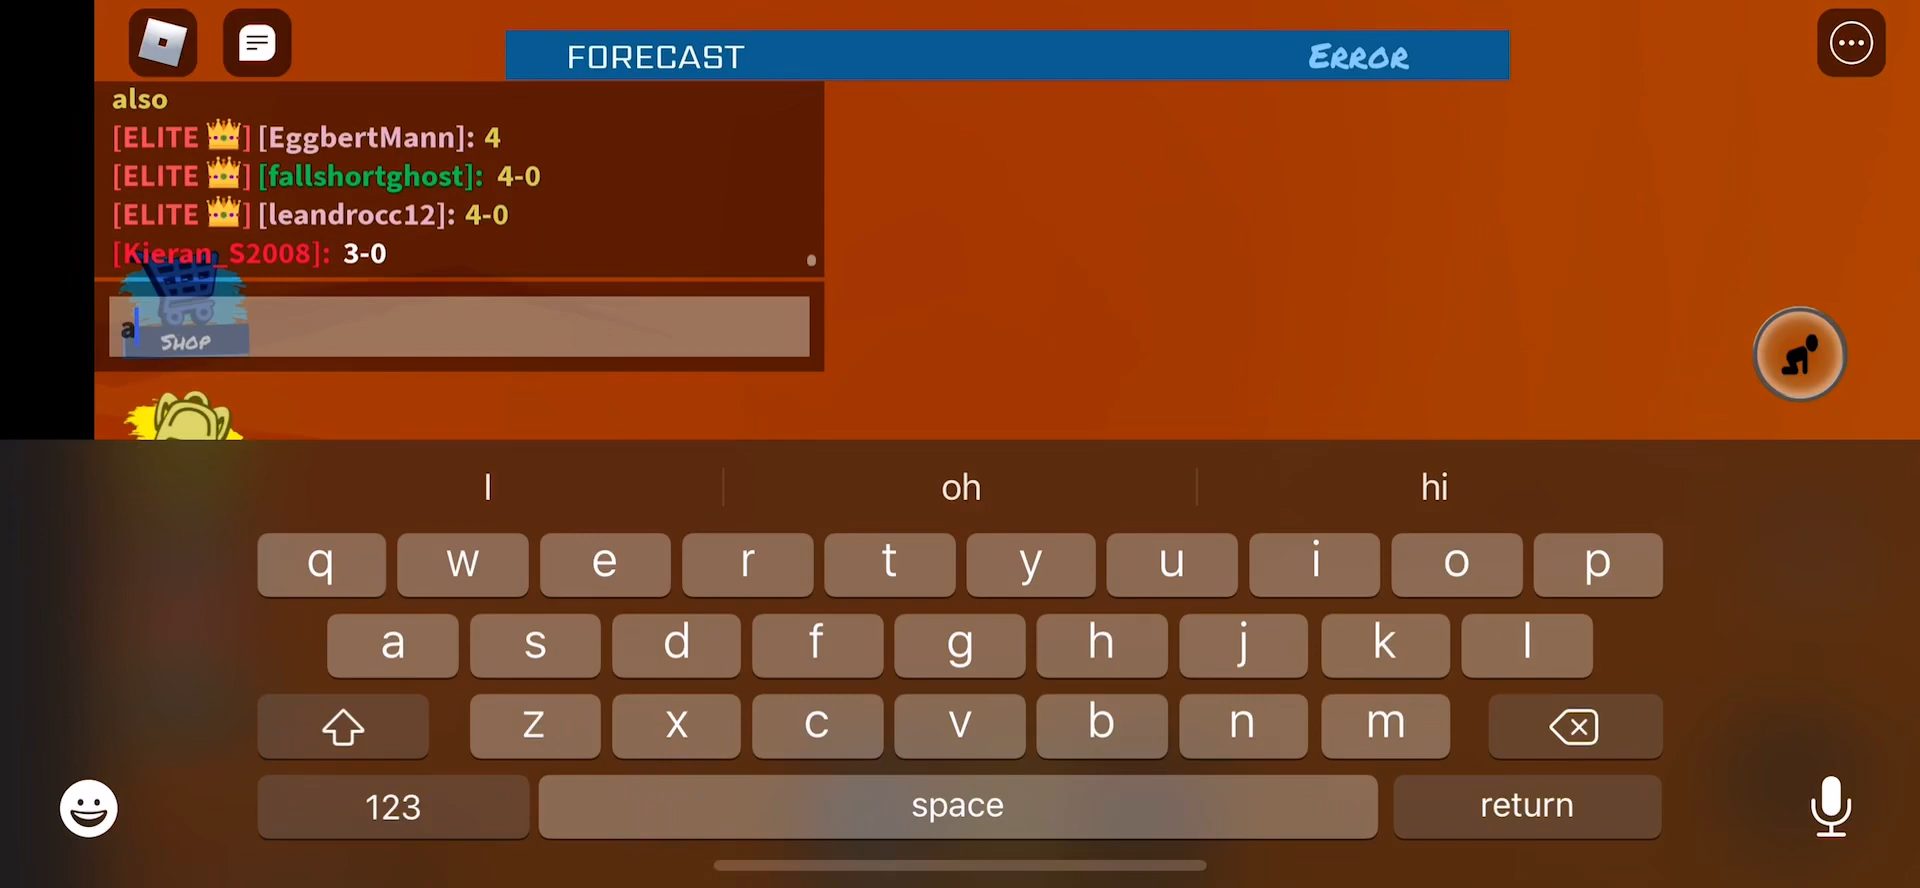 FORECAST
Error
also
[ELITE 👑] [EggbertMann]: 4
[ELITE 👑] [fallshortghost]: 4-0
[ELITE 👑] [leandrocc12]: 4-0
[Kieran_S2008]: 3-0
a
Shop
I oh hi
q w e r t y u i o p
a s d f g h j k l
z x c v b n m
123 space return